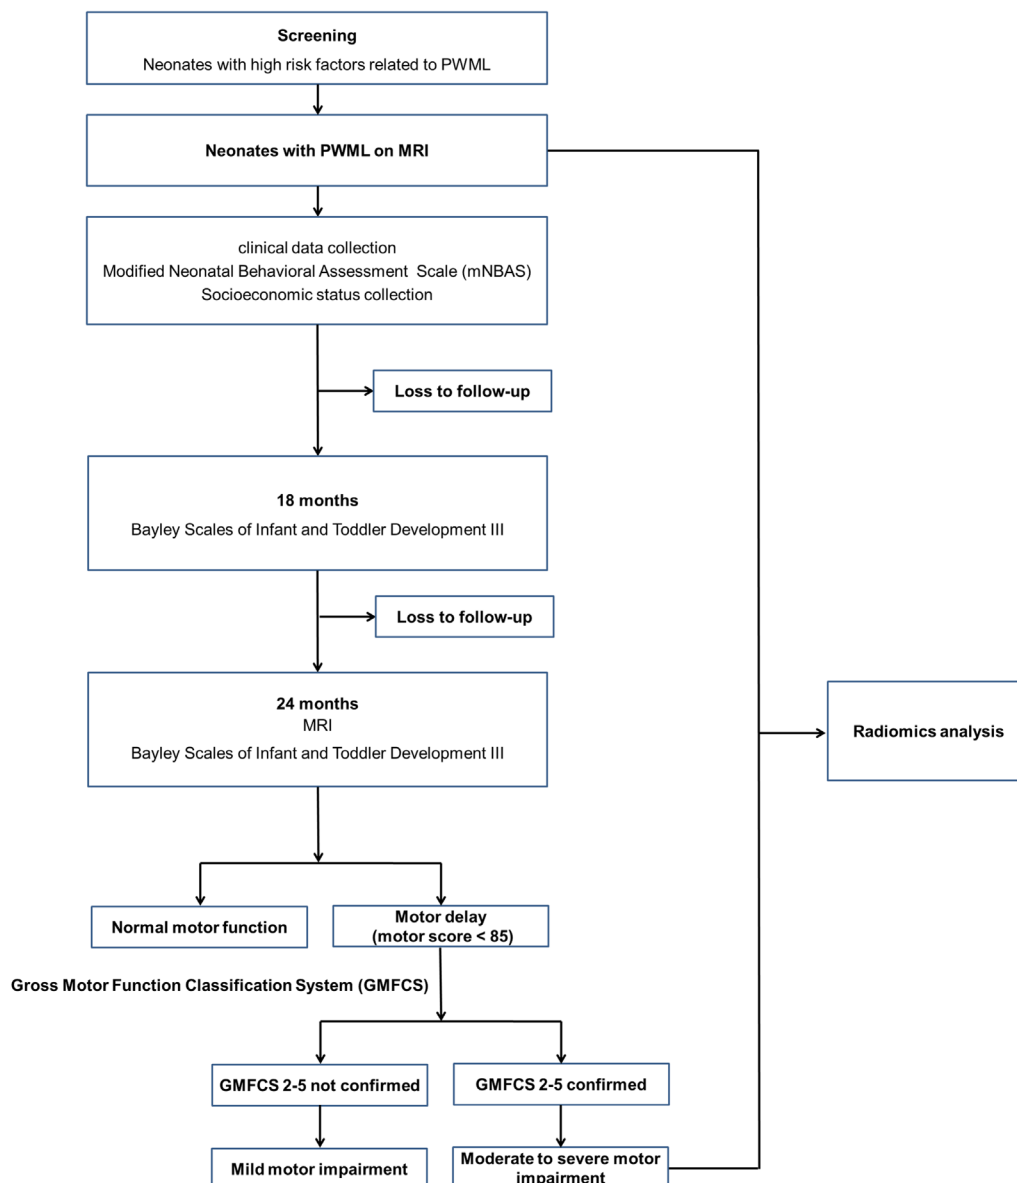 Screening
Neonates with high risk factors related to PWML
Neonates with PWML on MRI
clinical data collection
Modified Neonatal Behavioral Assessment Scale (mNBAS)
Socioeconomic status collection
Loss to follow-up
18 months
Bayley Scales of Infant and Toddler Development III
Loss to follow-up
24 months
MRI
Bayley Scales of Infant and Toddler Development III
Radiomics analysis
Normal motor function
Motor delay
(motor score < 85)
Gross Motor Function Classification System (GMFCS)
GMFCS 2-5 not confirmed
GMFCS 2-5 confirmed
Mild motor impairment
Moderate to severe motor
impairment